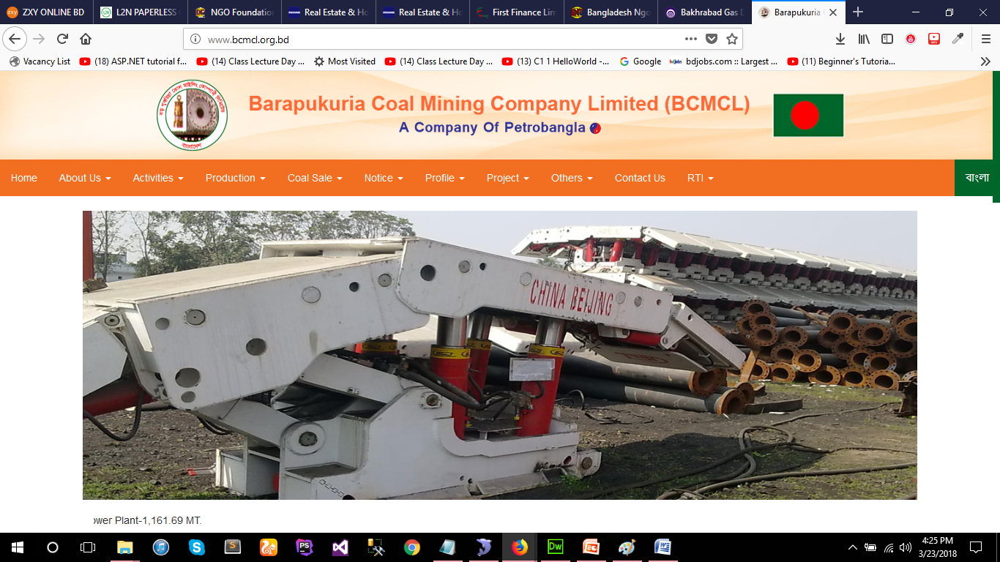 ZXY ONLINE BD
L2N PAPERLESS
NGO Foundation
Real Estate & Ho
Real Estate & Ho
First Finance Lim
Bangladesh Ngo
Bakhrabad Gas D
Barapukuria
www.bcmcl.org.bd
Vacancy List
(18) ASP.NET tutorial f...
(14) Class Lecture Day ...
Most Visited
(14) Class Lecture Day ...
(13) C1 1 HelloWorld -...
Google
bdjobs.com :: Largest ...
(11) Beginner's Tutoria...
Barapukuria Coal Mining Company Limited (BCMCL)
A Company Of Petrobangla
বাংলাদেশ
Home
About Us
Activities
Production
Coal Sale
Notice
Profile
Project
Others
Contact Us
RTI
বাংলা
CHINA BEIJING
ower Plant-1,161.69 MT.
4:25 PM
3/23/2018